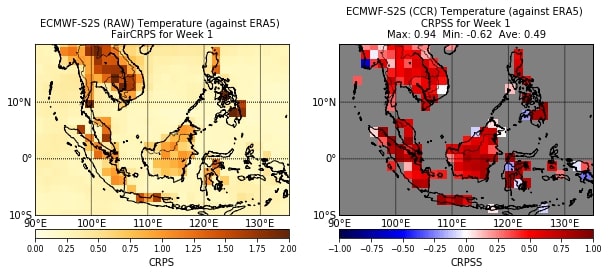 ECMWF-S2S (RAW) Temperature (against ERA5)
FairCRPS for Week 1
10°N
0°
10°S
90°E 100°E 110°E 120°E 130°E
0.00 0.25 0.50 0.75 1.00 1.25 1.50 1.75 2.00
CRPS
ECMWF-S2S (CCR) Temperature (against ERA5)
CRPSS for Week 1
Max: 0.94 Min: -0.62 Ave: 0.49
10°N
0°
10°S
90°E 100°E 110°E 120°E 130°E
−1.00 −0.75 −0.50 −0.25 0.00 0.25 0.50 0.75 1.00
CRPSS